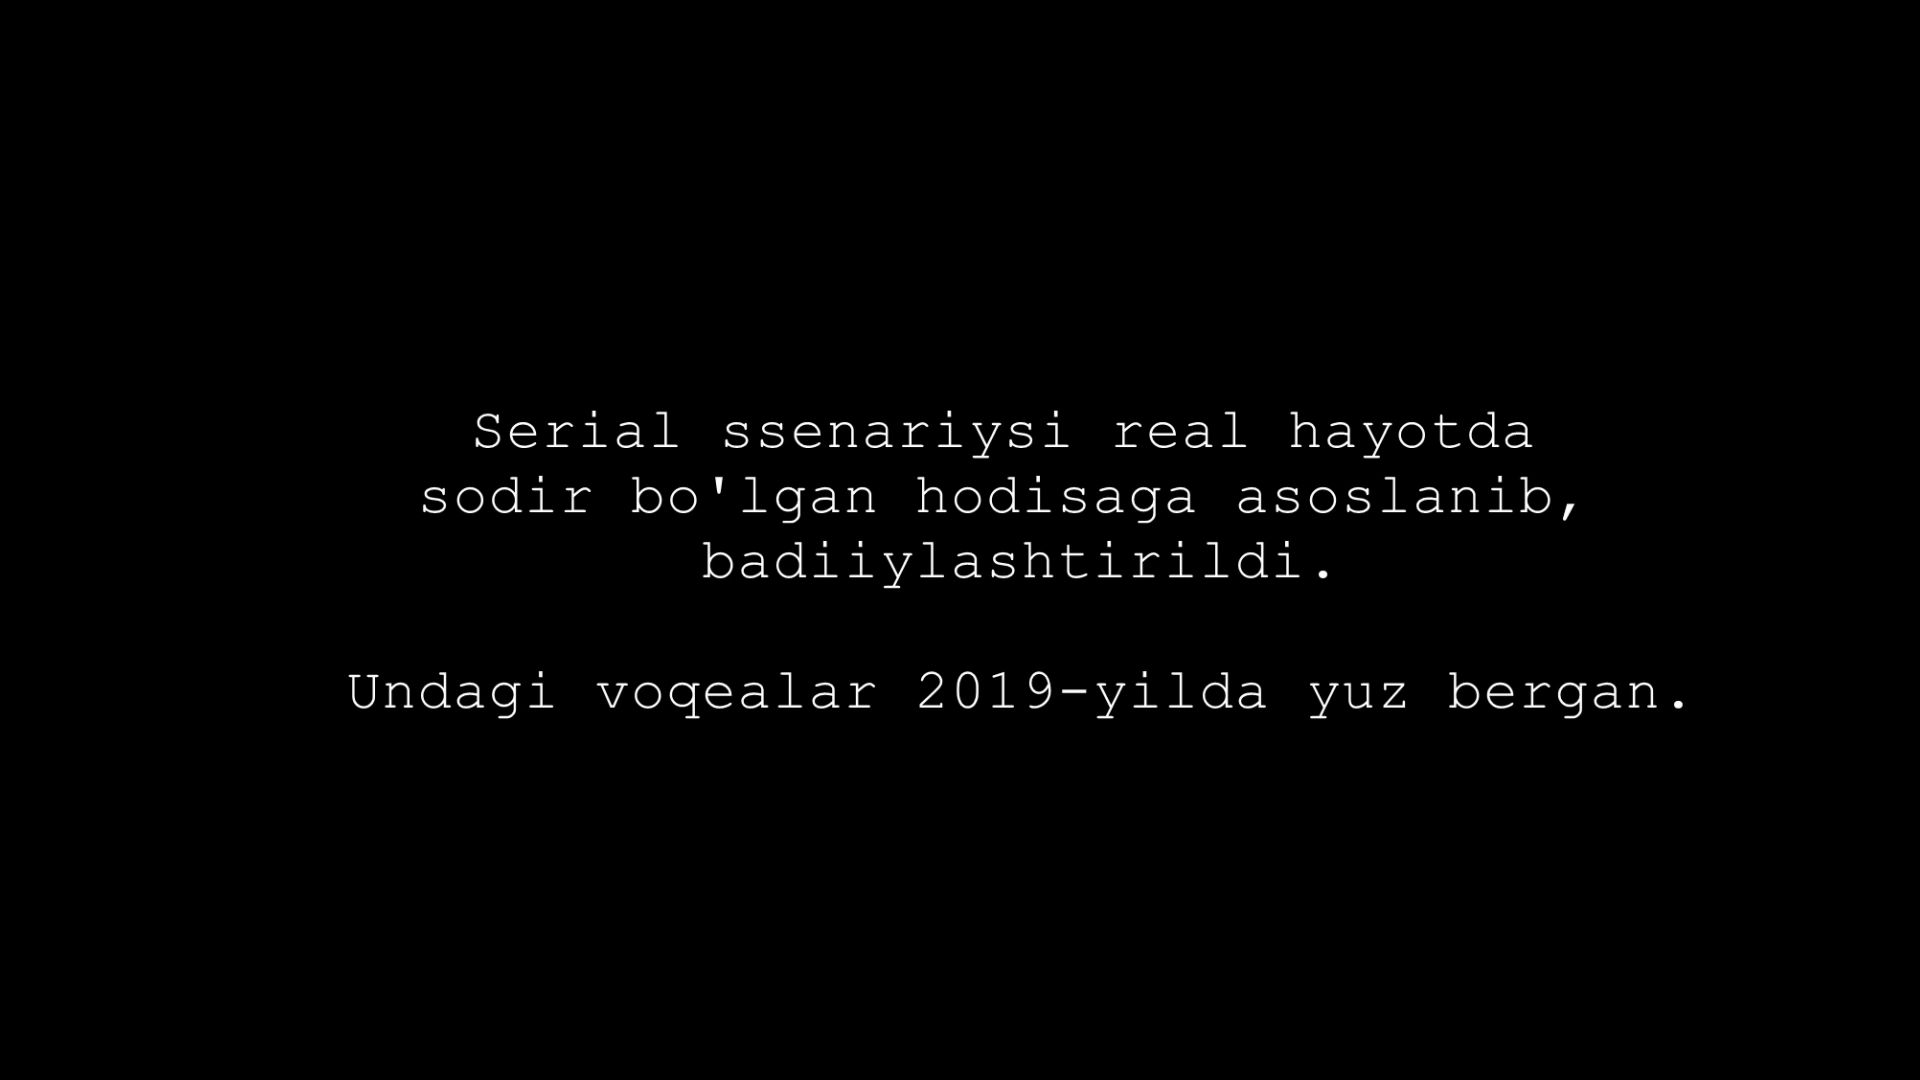 Serial ssenariysi real hayotda
sodir bo'lgan hodisaga asoslanib,
badiiylashtirildi.
Undagi voqealar 2019-yilda yuz bergan.